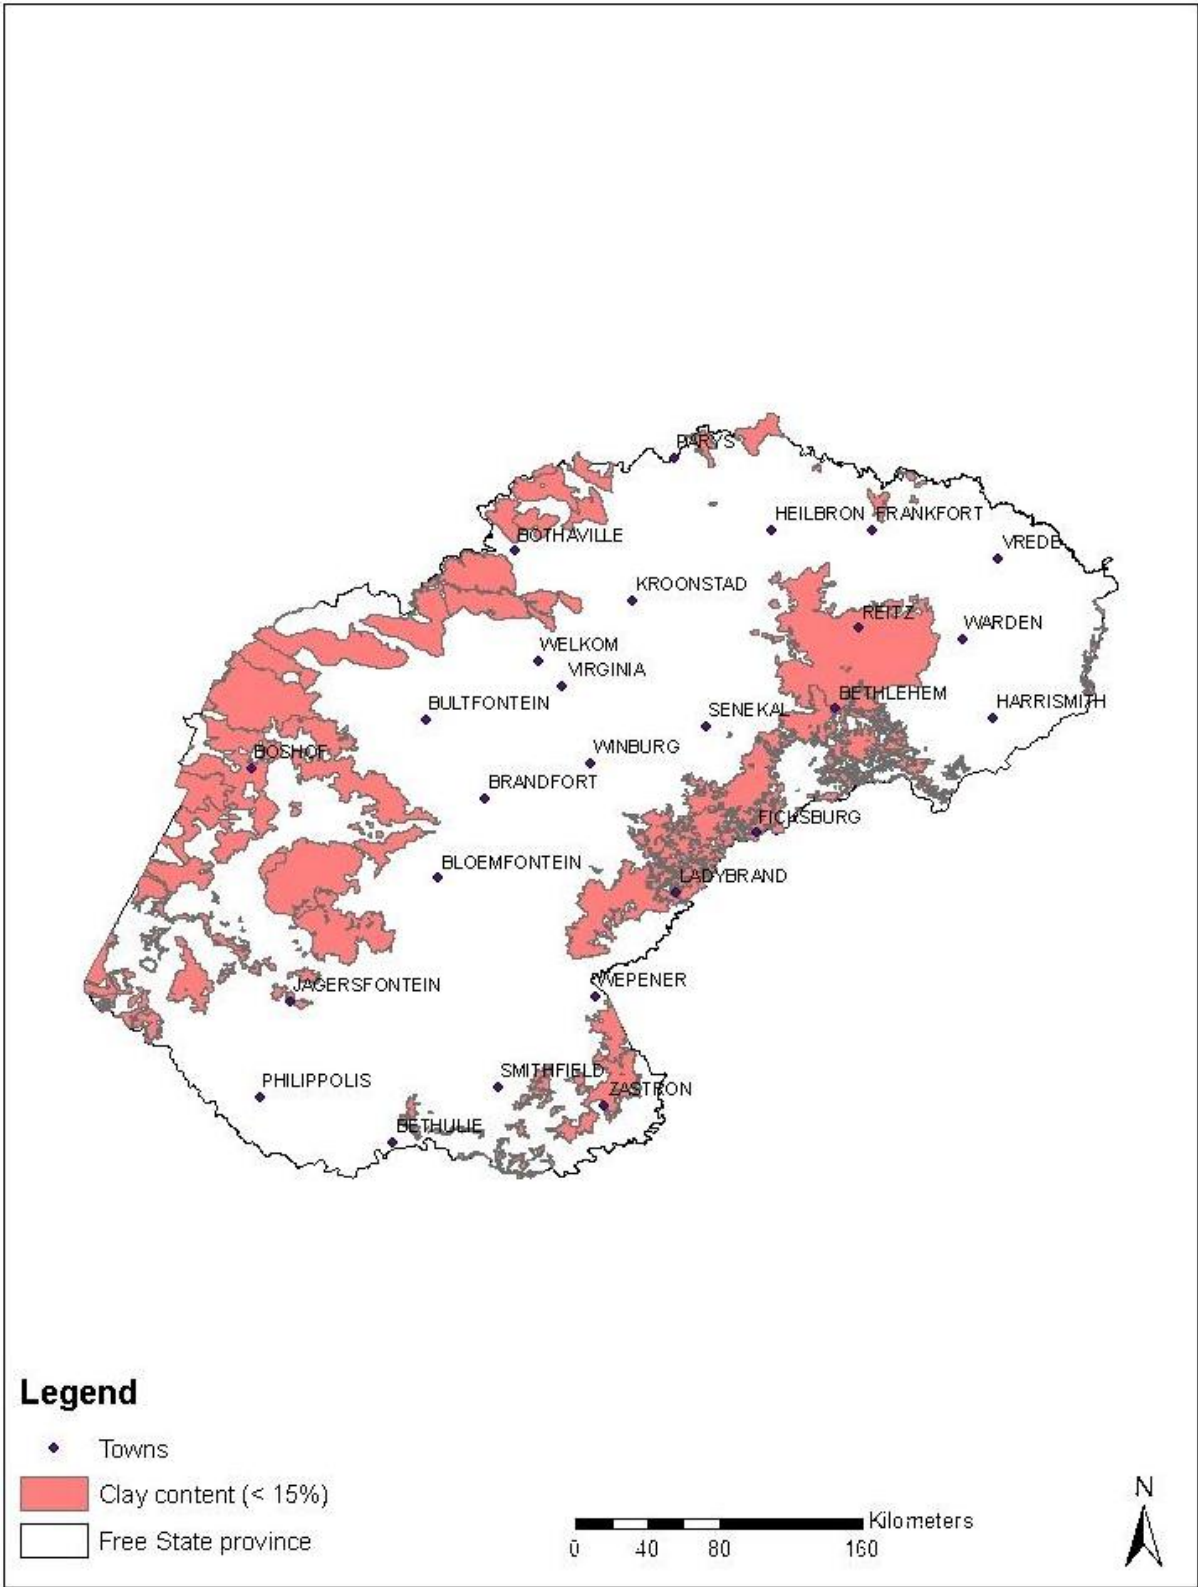 PARYS
HEILBRON
FRANKFORT
BOTHAVILLE
VREDE
KROONSTAD
REITZ
WARDEN
WELKOM
VIRGINIA
BETHLEHEM
HARRISMITH
BULTFONTEIN
SENEKAL
WINBURG
BOSHOF
BRANDFORT
FICKSBURG
BLOEMFONTEIN
LADYBRAND
WEPENER
JAGERSFONTEIN
SMITHFIELD
PHILIPPOLIS
ZASTRON
BETHULIE
Legend
Towns
Clay content (< 15%)
Free State province
Kilometers
0 40 80 160
N